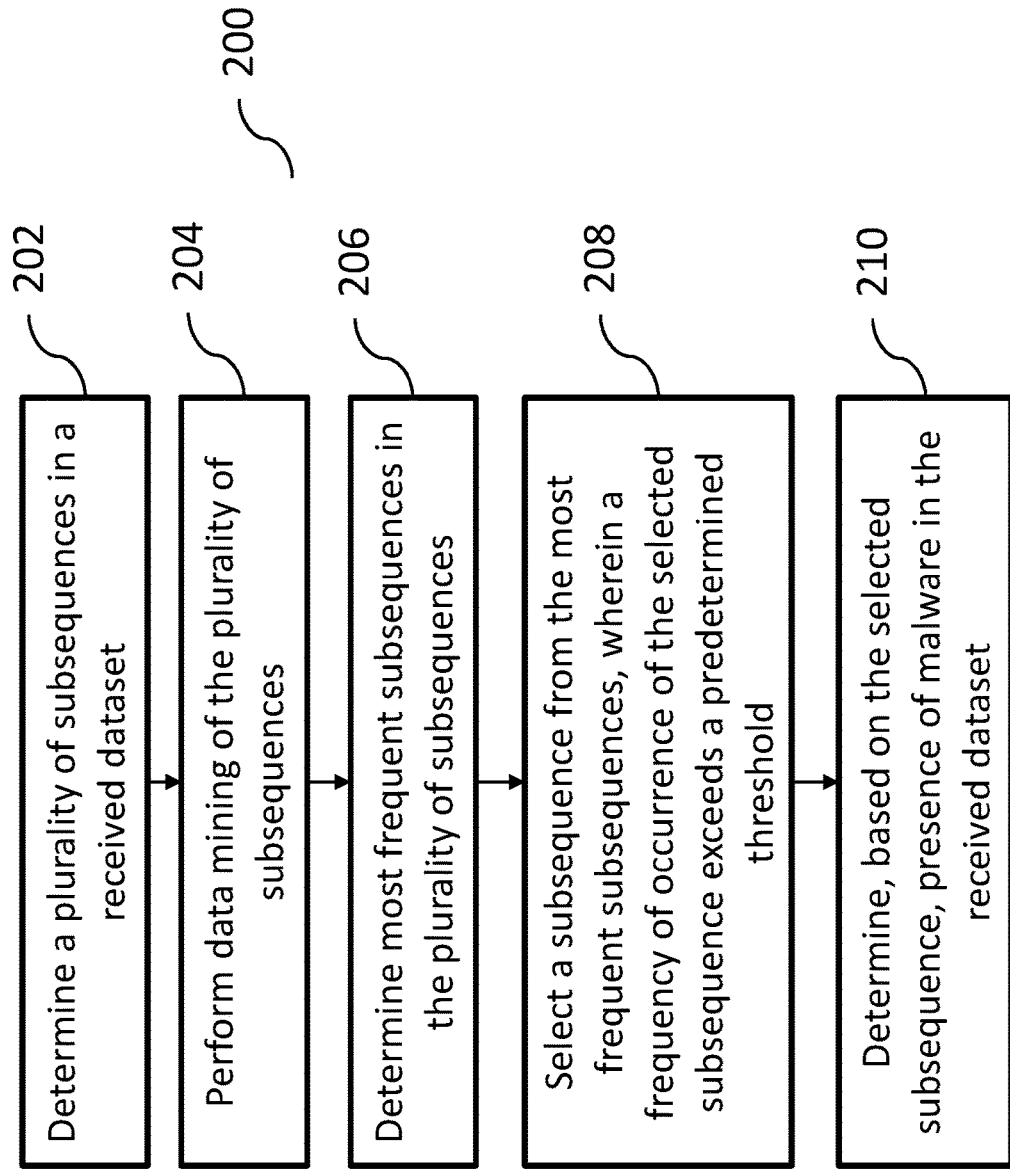 202
Determine a plurality of subsequences in a
received dataset
204
Perform data mining of the plurality of
subsequences
206
Determine most frequent subsequences in
the plurality of subsequences
208
Select a subsequence from the most
frequent subsequences, wherein a
frequency of occurrence of the selected
subsequence exceeds a predetermined
threshold
210
Determine, based on the selected
subsequence, presence of malware in the
received dataset
200